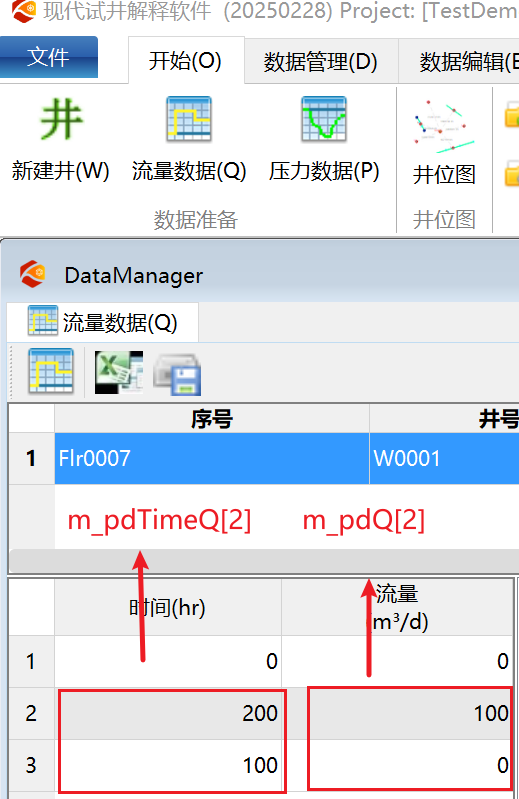 现代试井解释软件 (20250228) Project: [TestDem
文件
开始(O)
数据管理(D)
数据编辑(E
新建井(W)
流量数据(Q)
压力数据(P)
井位图
数据准备
井位图
DataManager
流量数据(Q)
序号
井号
1
Flr0007
W0001
m_pdTimeQ[2]
m_pdQ[2]
时间(hr)
流量
(m³/d)
1
0
0
2
200
100
3
100
0